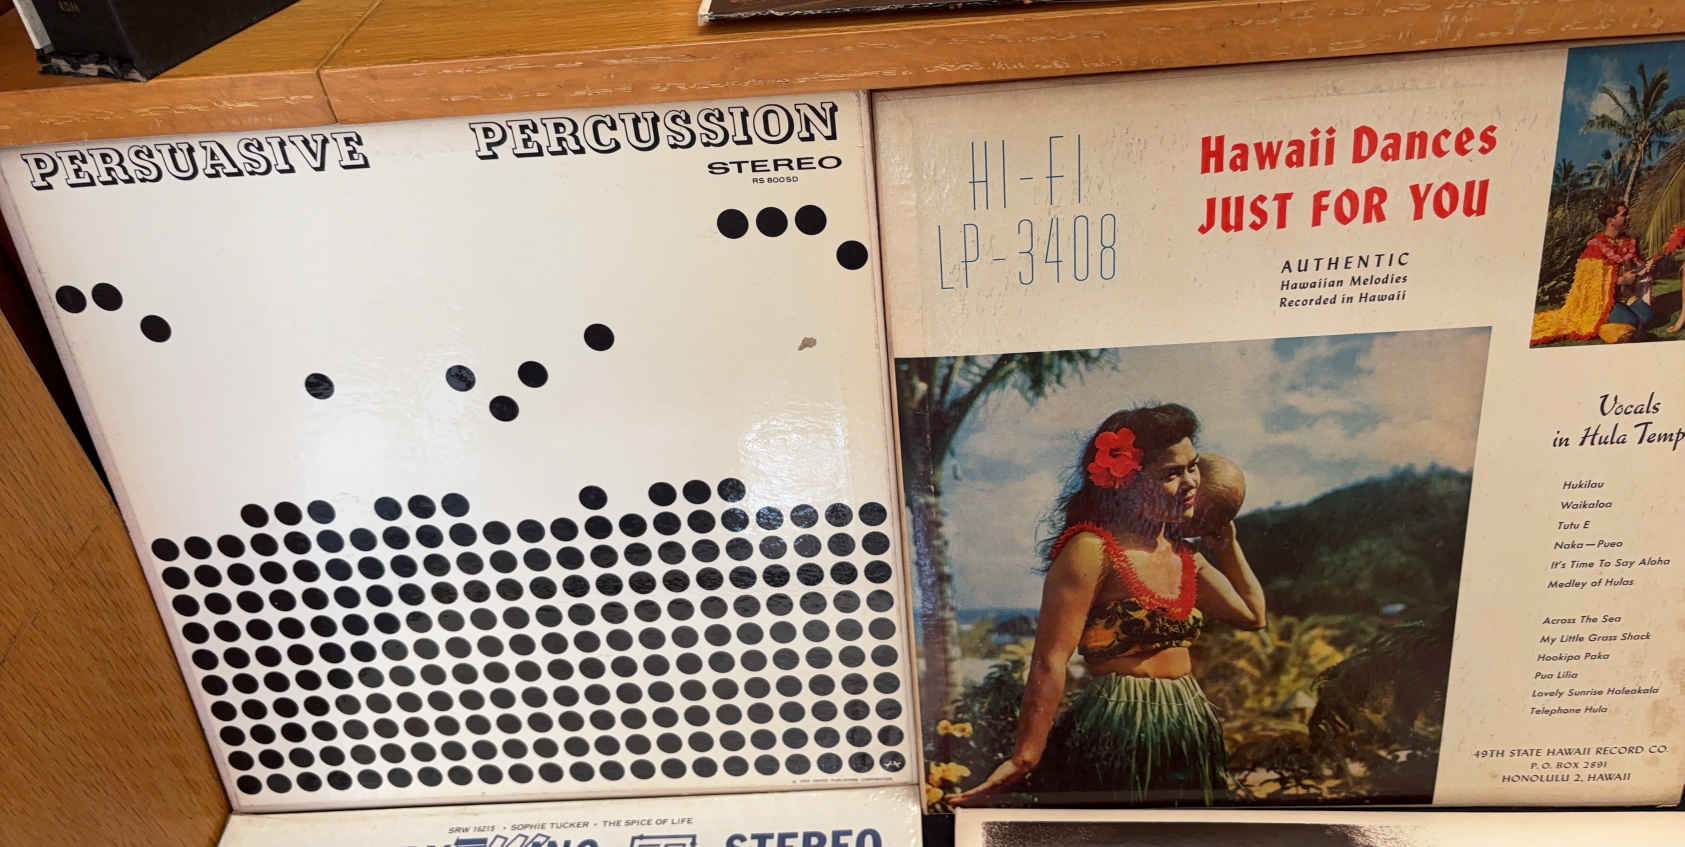 PERSUASIVE PERCUSSION
STEREO
RS 800SD
HI-FI
LP-3408
Hawaii Dances
JUST FOR YOU
AUTHENTIC
Hawaiian Melodies
Recorded in Hawaii
Vocals
in Hula Temp
Hukilau
Waikaloa
Tutu E
Naka—Pueo
It's Time To Say Aloha
Medley of Hulas
Across The Sea
My Little Grass Shack
Hookipa Paka
Pua Lilia
Lovely Sunrise Haleakala
Telephone Hula
49TH STATE HAWAII RECORD CO.
P. O. BOX 2891
HONOLULU 2, HAWAII
SRW 16215 • SOPHIE TUCKER • THE SPICE OF LIFE
STEREO